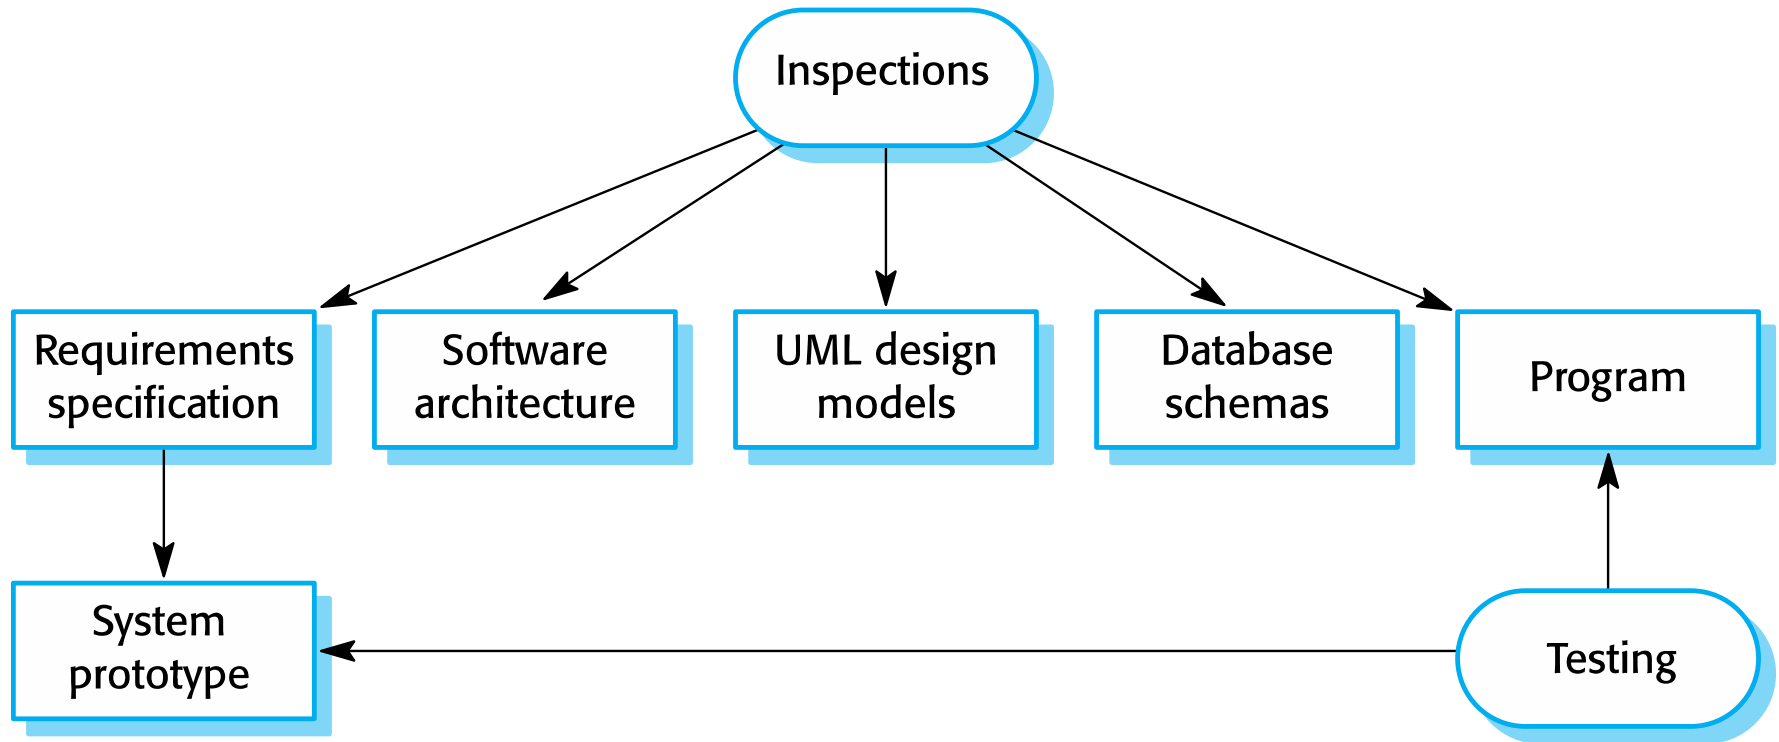 Inspections
Requirements
specification
Software
architecture
UML design
models
Database
schemas
Program
System
prototype
Testing